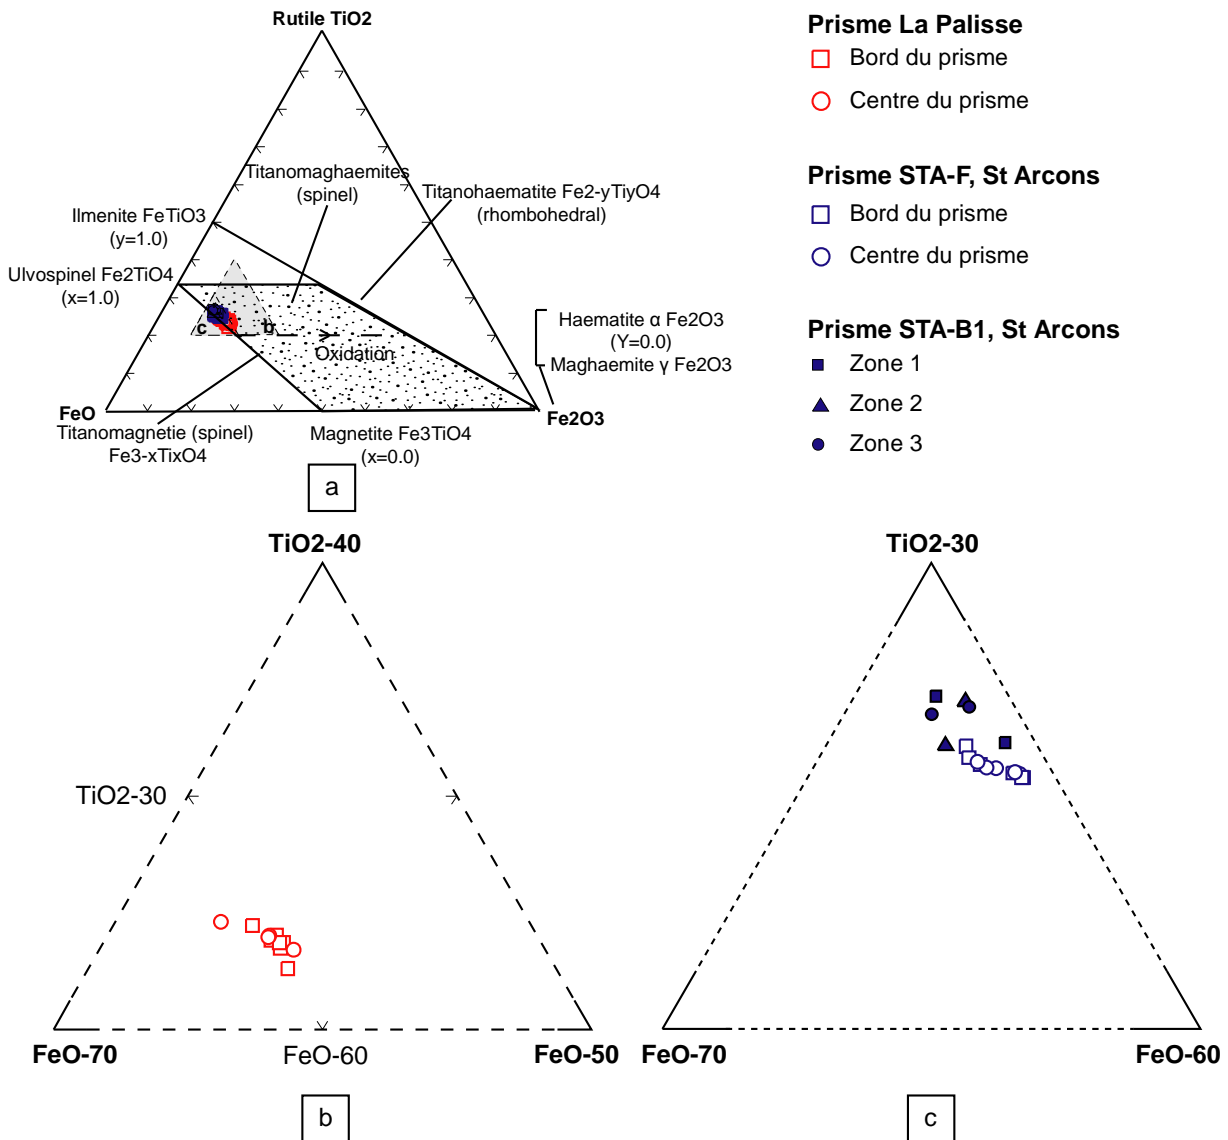 Rutile TiO2
Titanomaghaemites
(spinel)
Titanohaematite Fe2-yTiyO4
(rhombohedral)
Ilmenite FeTiO3
(y=1.0)
Ulvospinel Fe2TiO4
(x=1.0)
c
b
Oxidation
Haematite α Fe2O3
(Y=0.0)
Maghaemite γ Fe2O3
FeO
Fe2O3
Titanomagnetie (spinel)
Fe3-xTixO4
Magnetite Fe3TiO4
(x=0.0)
a
Prisme La Palisse
Bord du prisme
Centre du prisme
Prisme STA-F, St Arcons
Bord du prisme
Centre du prisme
Prisme STA-B1, St Arcons
Zone 1
Zone 2
Zone 3
TiO2-40
TiO2-30
FeO-70
FeO-60
FeO-50
b
TiO2-30
FeO-70
FeO-60
c